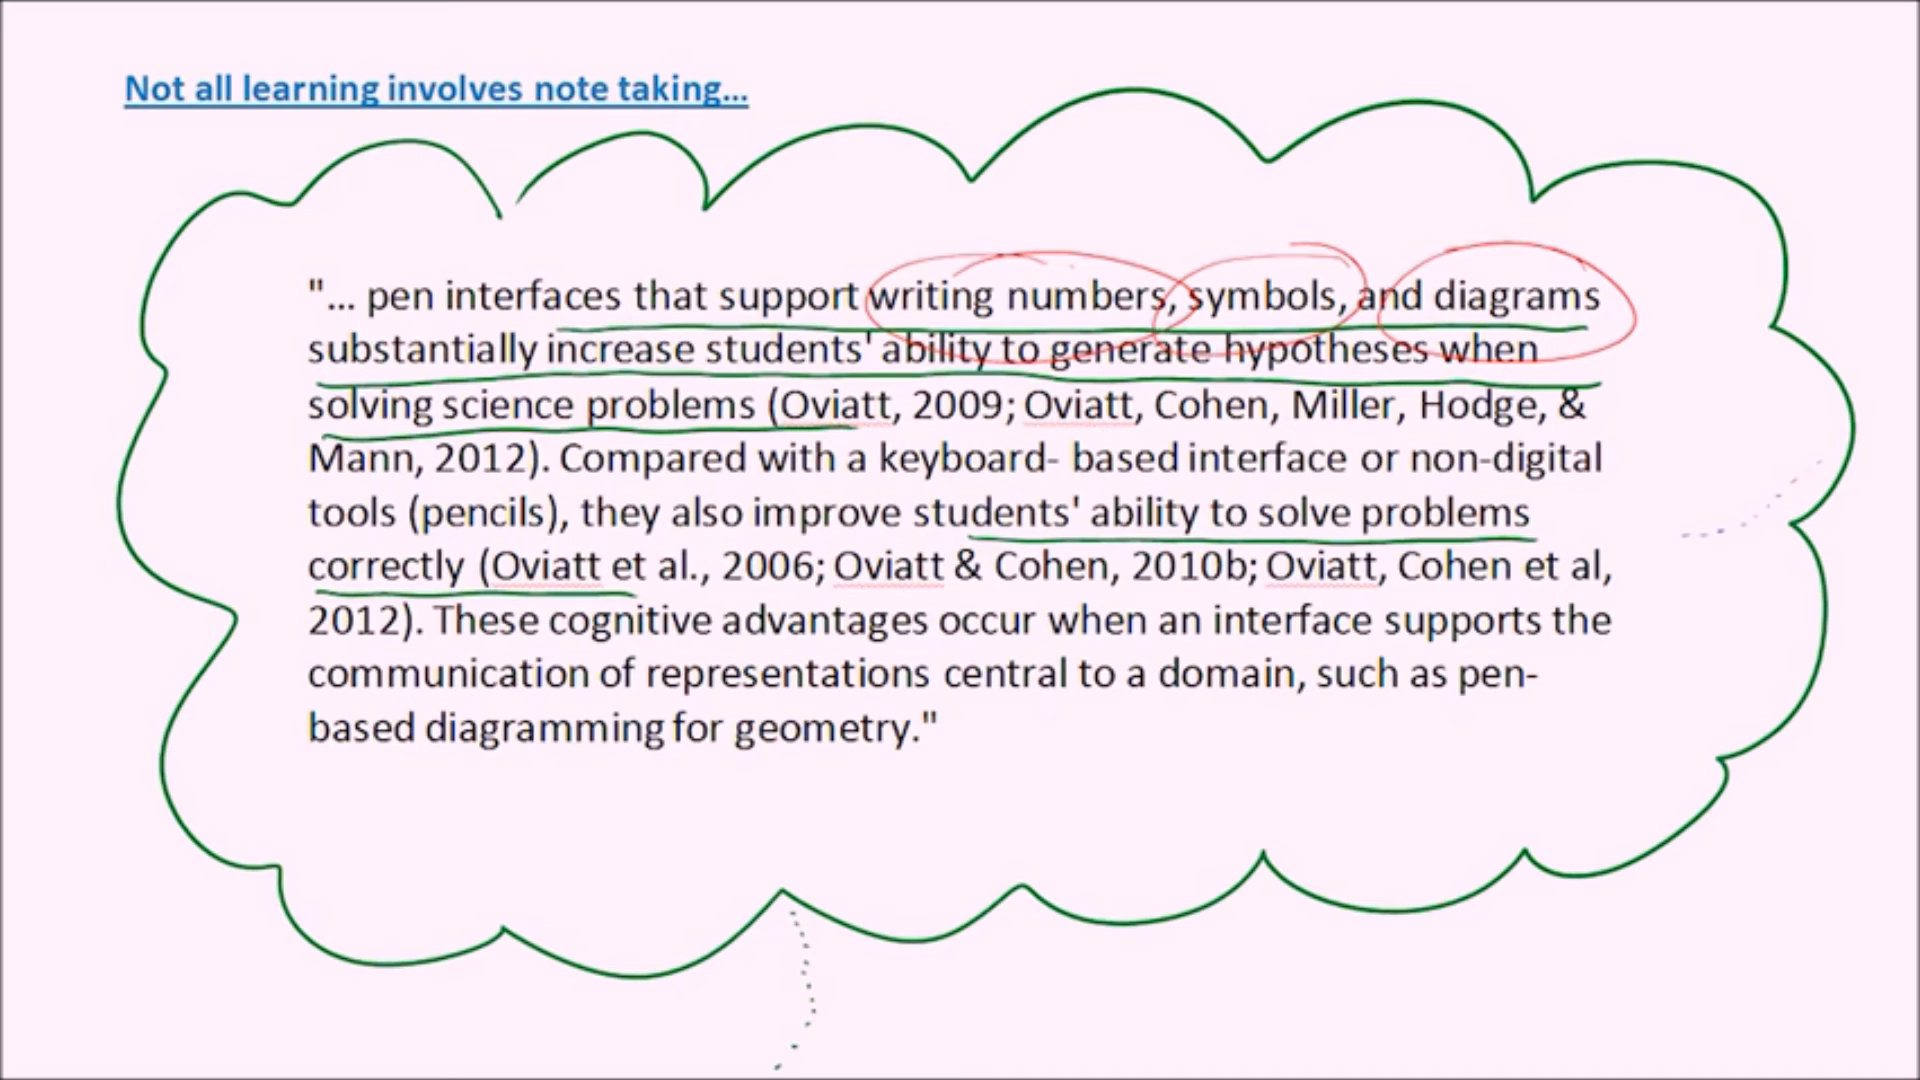 Not all learning involves note taking...
"... pen interfaces that support writing numbers, symbols, and diagrams
substantially increase students' ability to generate hypotheses when
solving science problems (Oviatt, 2009; Oviatt, Cohen, Miller, Hodge, &
Mann, 2012). Compared with a keyboard- based interface or non-digital
tools (pencils), they also improve students' ability to solve problems
correctly (Oviatt et al., 2006; Oviatt & Cohen, 2010b; Oviatt, Cohen et al,
2012). These cognitive advantages occur when an interface supports the
communication of representations central to a domain, such as pen-
based diagramming for geometry."